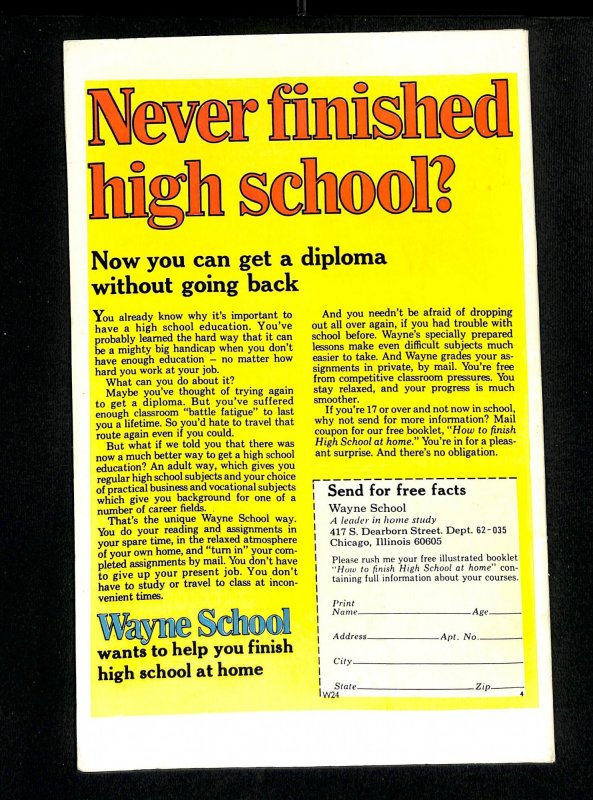 Never finished
high school?
Now you can get a diploma
without going back
You already know why it's important to
have a high school education. You've
probably learned the hard way that it can
be a mighty big handicap when you don't
have enough education – no matter how
hard you work at your job.
What can you do about it?
Maybe you've thought of trying again
to get a diploma. But you've suffered
enough classroom "battle fatigue" to last
you a lifetime. So you'd hate to travel that
route again even if you could.
But what if we told you that there was
now a much better way to get a high school
education? An adult way, which gives you
regular high school subjects and your choice
of practical business and vocational subjects
which give you background for one of a
number of career fields.
That's the unique Wayne School way.
You do your reading and assignments in
your spare time, in the relaxed atmosphere
of your own home, and "turn in" your com-
pleted assignments by mail. You don't have
to give up your present job. You don't
have to study or travel to class at incon-
venient times.
Wayne School
wants to help you finish
high school at home
And you needn't be afraid of dropping
out all over again, if you had trouble with
school before. Wayne's specially prepared
lessons make even difficult subjects much
easier to take. And Wayne grades your as-
signments in private, by mail. You're free
from competitive classroom pressures. You
stay relaxed, and your progress is much
smoother.
If you're 17 or over and not now in school,
why not send for more information? Mail
coupon for our free booklet, "How to finish
High School at home." You're in for a pleas-
ant surprise. And there's no obligation.
Send for free facts
Wayne School
A leader in home study
417 S. Dearborn Street. Dept. 62-035
Chicago, Illinois 60605
Please rush me your free illustrated booklet
"How to finish High School at home" con-
taining full information about your courses.
Print
Name Age
Address Apt. No.
City
State Zip
W24 4